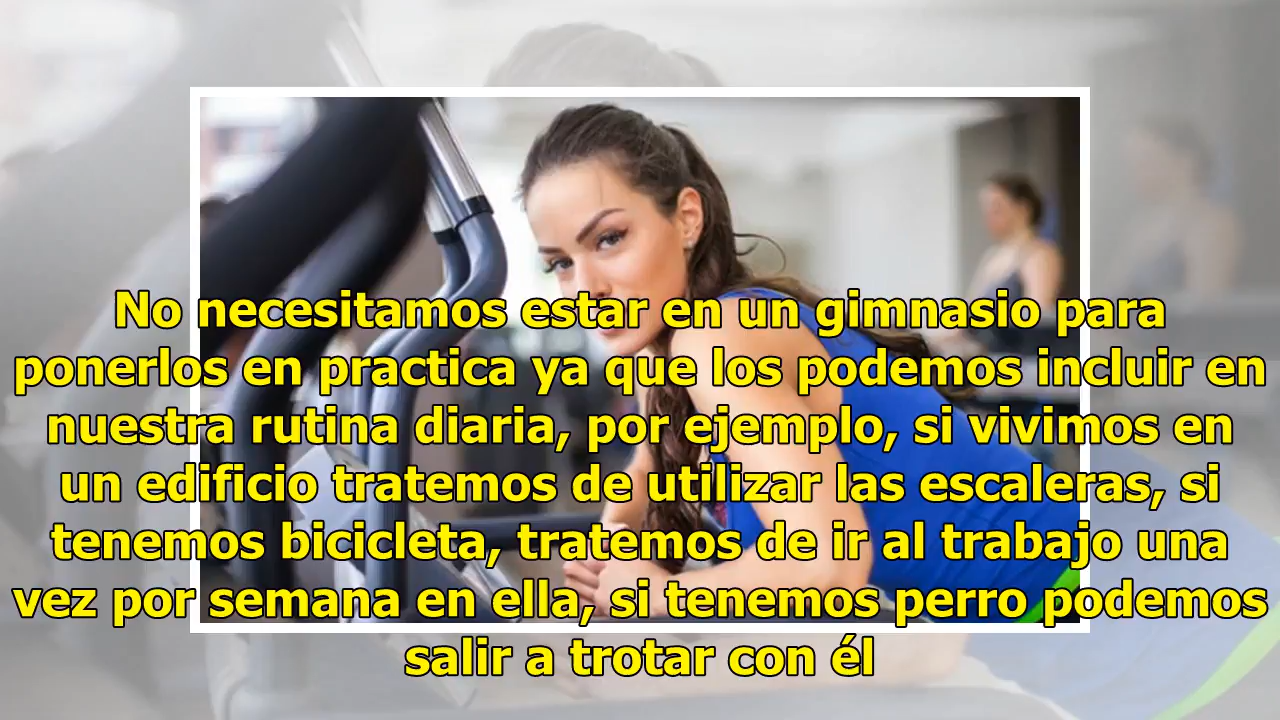 No necesitamos estar en un gimnasio para
ponerlos en practica ya que los podemos incluir en
nuestra rutina diaria, por ejemplo, si vivimos en
un edificio tratemos de utilizar las escaleras, si
tenemos bicicleta, tratemos de ir al trabajo una
vez por semana en ella, si tenemos perro podemos
salir a trotar con él